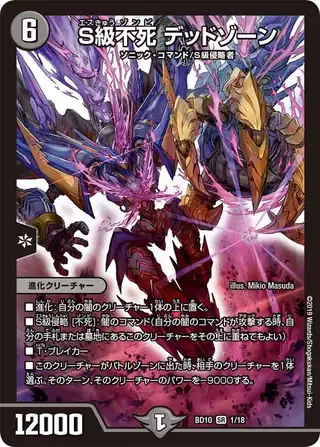 6
エスきゅうゾンビ
S級不死 デッドゾーン
ソニック・コマンド/S級侵略者
進化クリーチャー
illus. Mikio Masuda
■進化:自分の闇のクリーチャー1体の上に置く。
■S級侵略[不死]:闇のコマンド(自分の闇のコマンドが攻撃する時、自
分の手札または墓地にあるこのクリーチャーをその上に重ねてもよい)
■T・ブレイカー
■このクリーチャーがバトルゾーンに出た時、相手のクリーチャーを1体
選ぶ。そのターン、そのクリーチャーのパワーを-9000する。
©2019 Wizards/Shogakukan/Mitsui-Kids
12000
BD10 SR 1/18